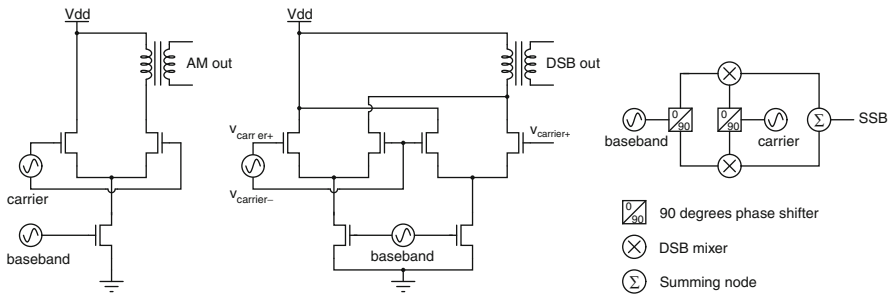 Vdd
AM out
carrier
baseband
Vdd
DSB out
v carr er+
v carrier+
v carrier–
baseband
0
90
0
90
Σ
SSB
baseband
carrier
0
90
90 degrees phase shifter
DSB mixer
Σ
Summing node